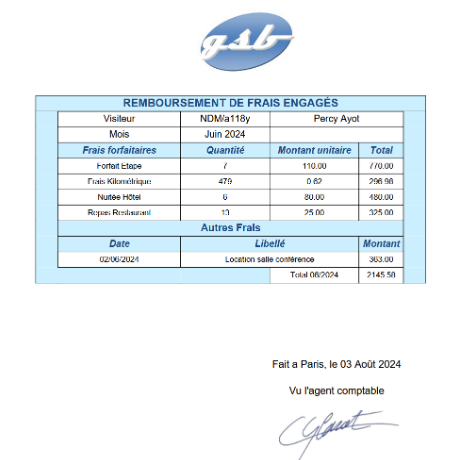 gsb
REMBOURSEMENT DE FRAIS ENGAGÉS
Visiteur NDM/a118y Percy Ayot
Mois Juin 2024
Frais forfaitaires Quantité Montant unitaire Total
Forfait Etape 7 110.00 770.00
Frais Kilométrique 479 0.62 296.98
Nuitée Hôtel 6 80.00 480.00
Repas Restaurant 13 25.00 325.00
Autres Frais
Date Libellé Montant
02/06/2024 Location salle conférence 363.00
Total 06/2024 2145.58
Fait a Paris, le 03 Août 2024
Vu l'agent comptable